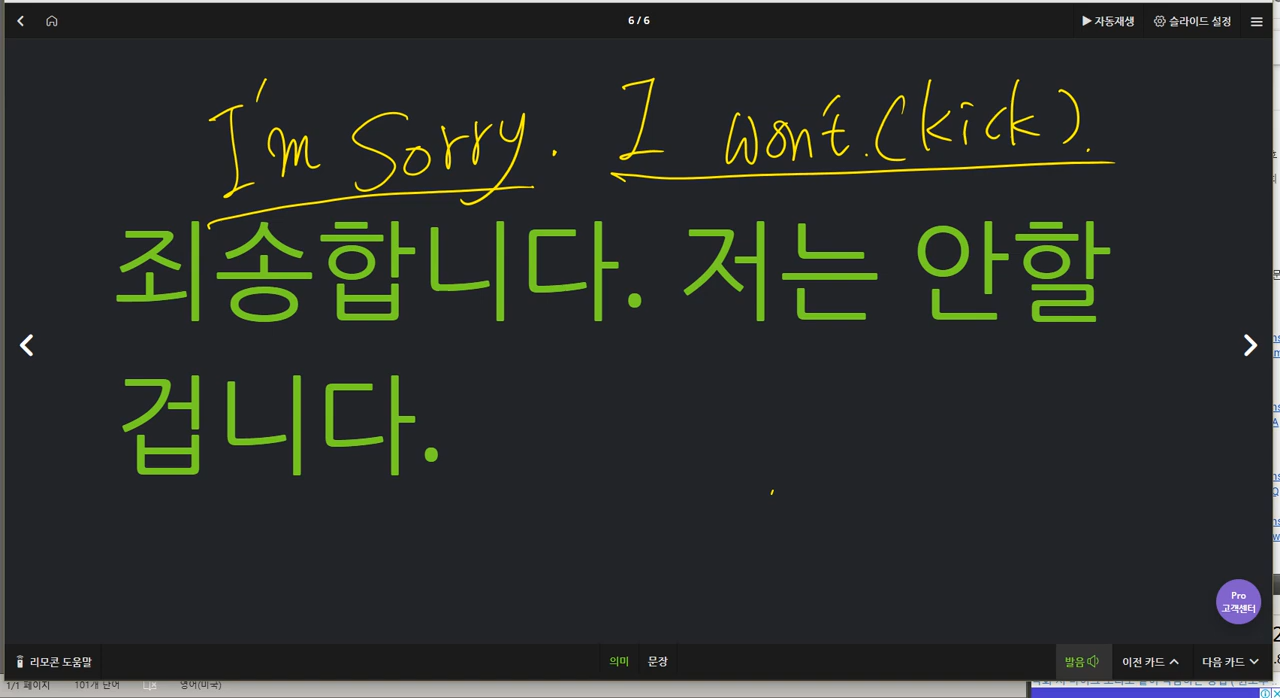 6 / 6
자동재생
슬라이드 설정
I'm Sorry. I won't. (kick).
죄송합니다. 저는 안할
겁니다.
Pro
고객센터
리모콘 도움말
의미
문장
발음
이전 카드
다음 카드
1/1 페이지
101개 단어
영어(미국)